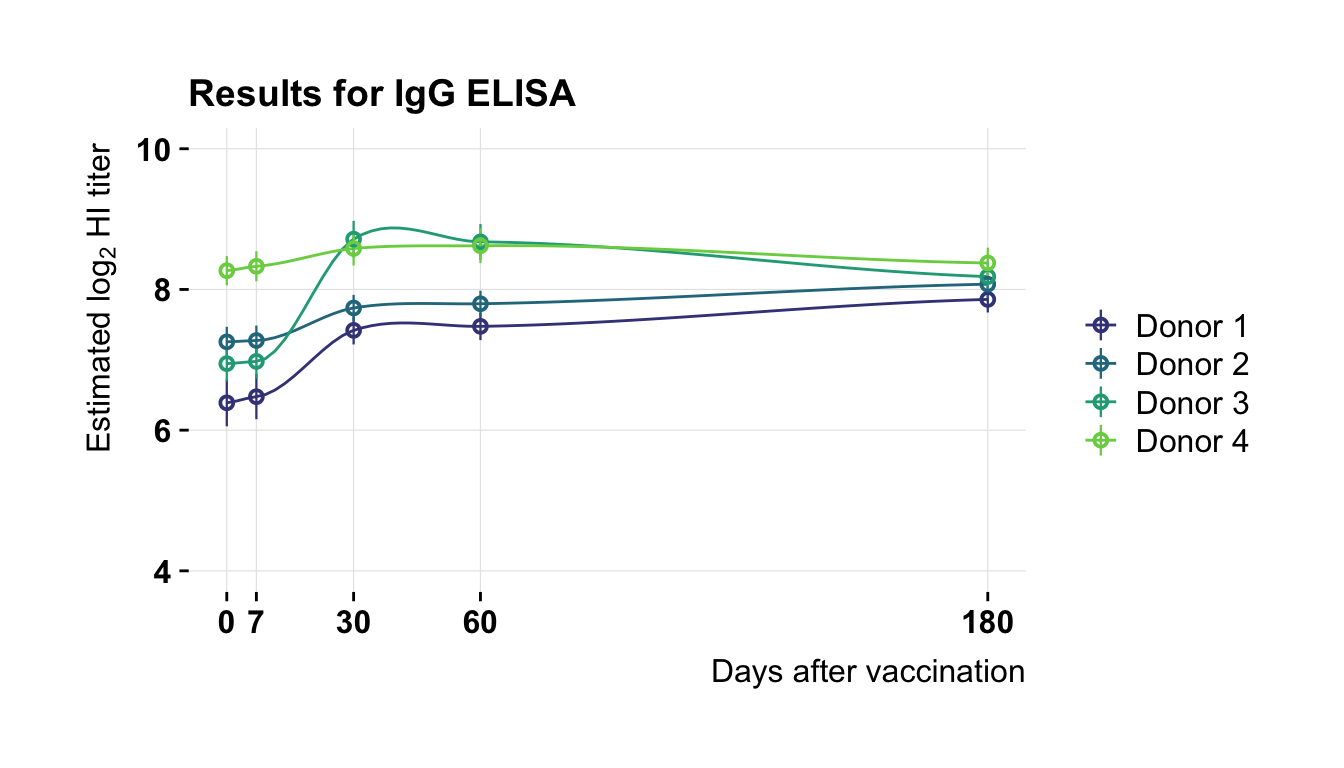 Results for IgG ELISA
Estimated log₂ HI titer
10
8
6
4
0 7 30 60 180
Days after vaccination
Donor 1
Donor 2
Donor 3
Donor 4